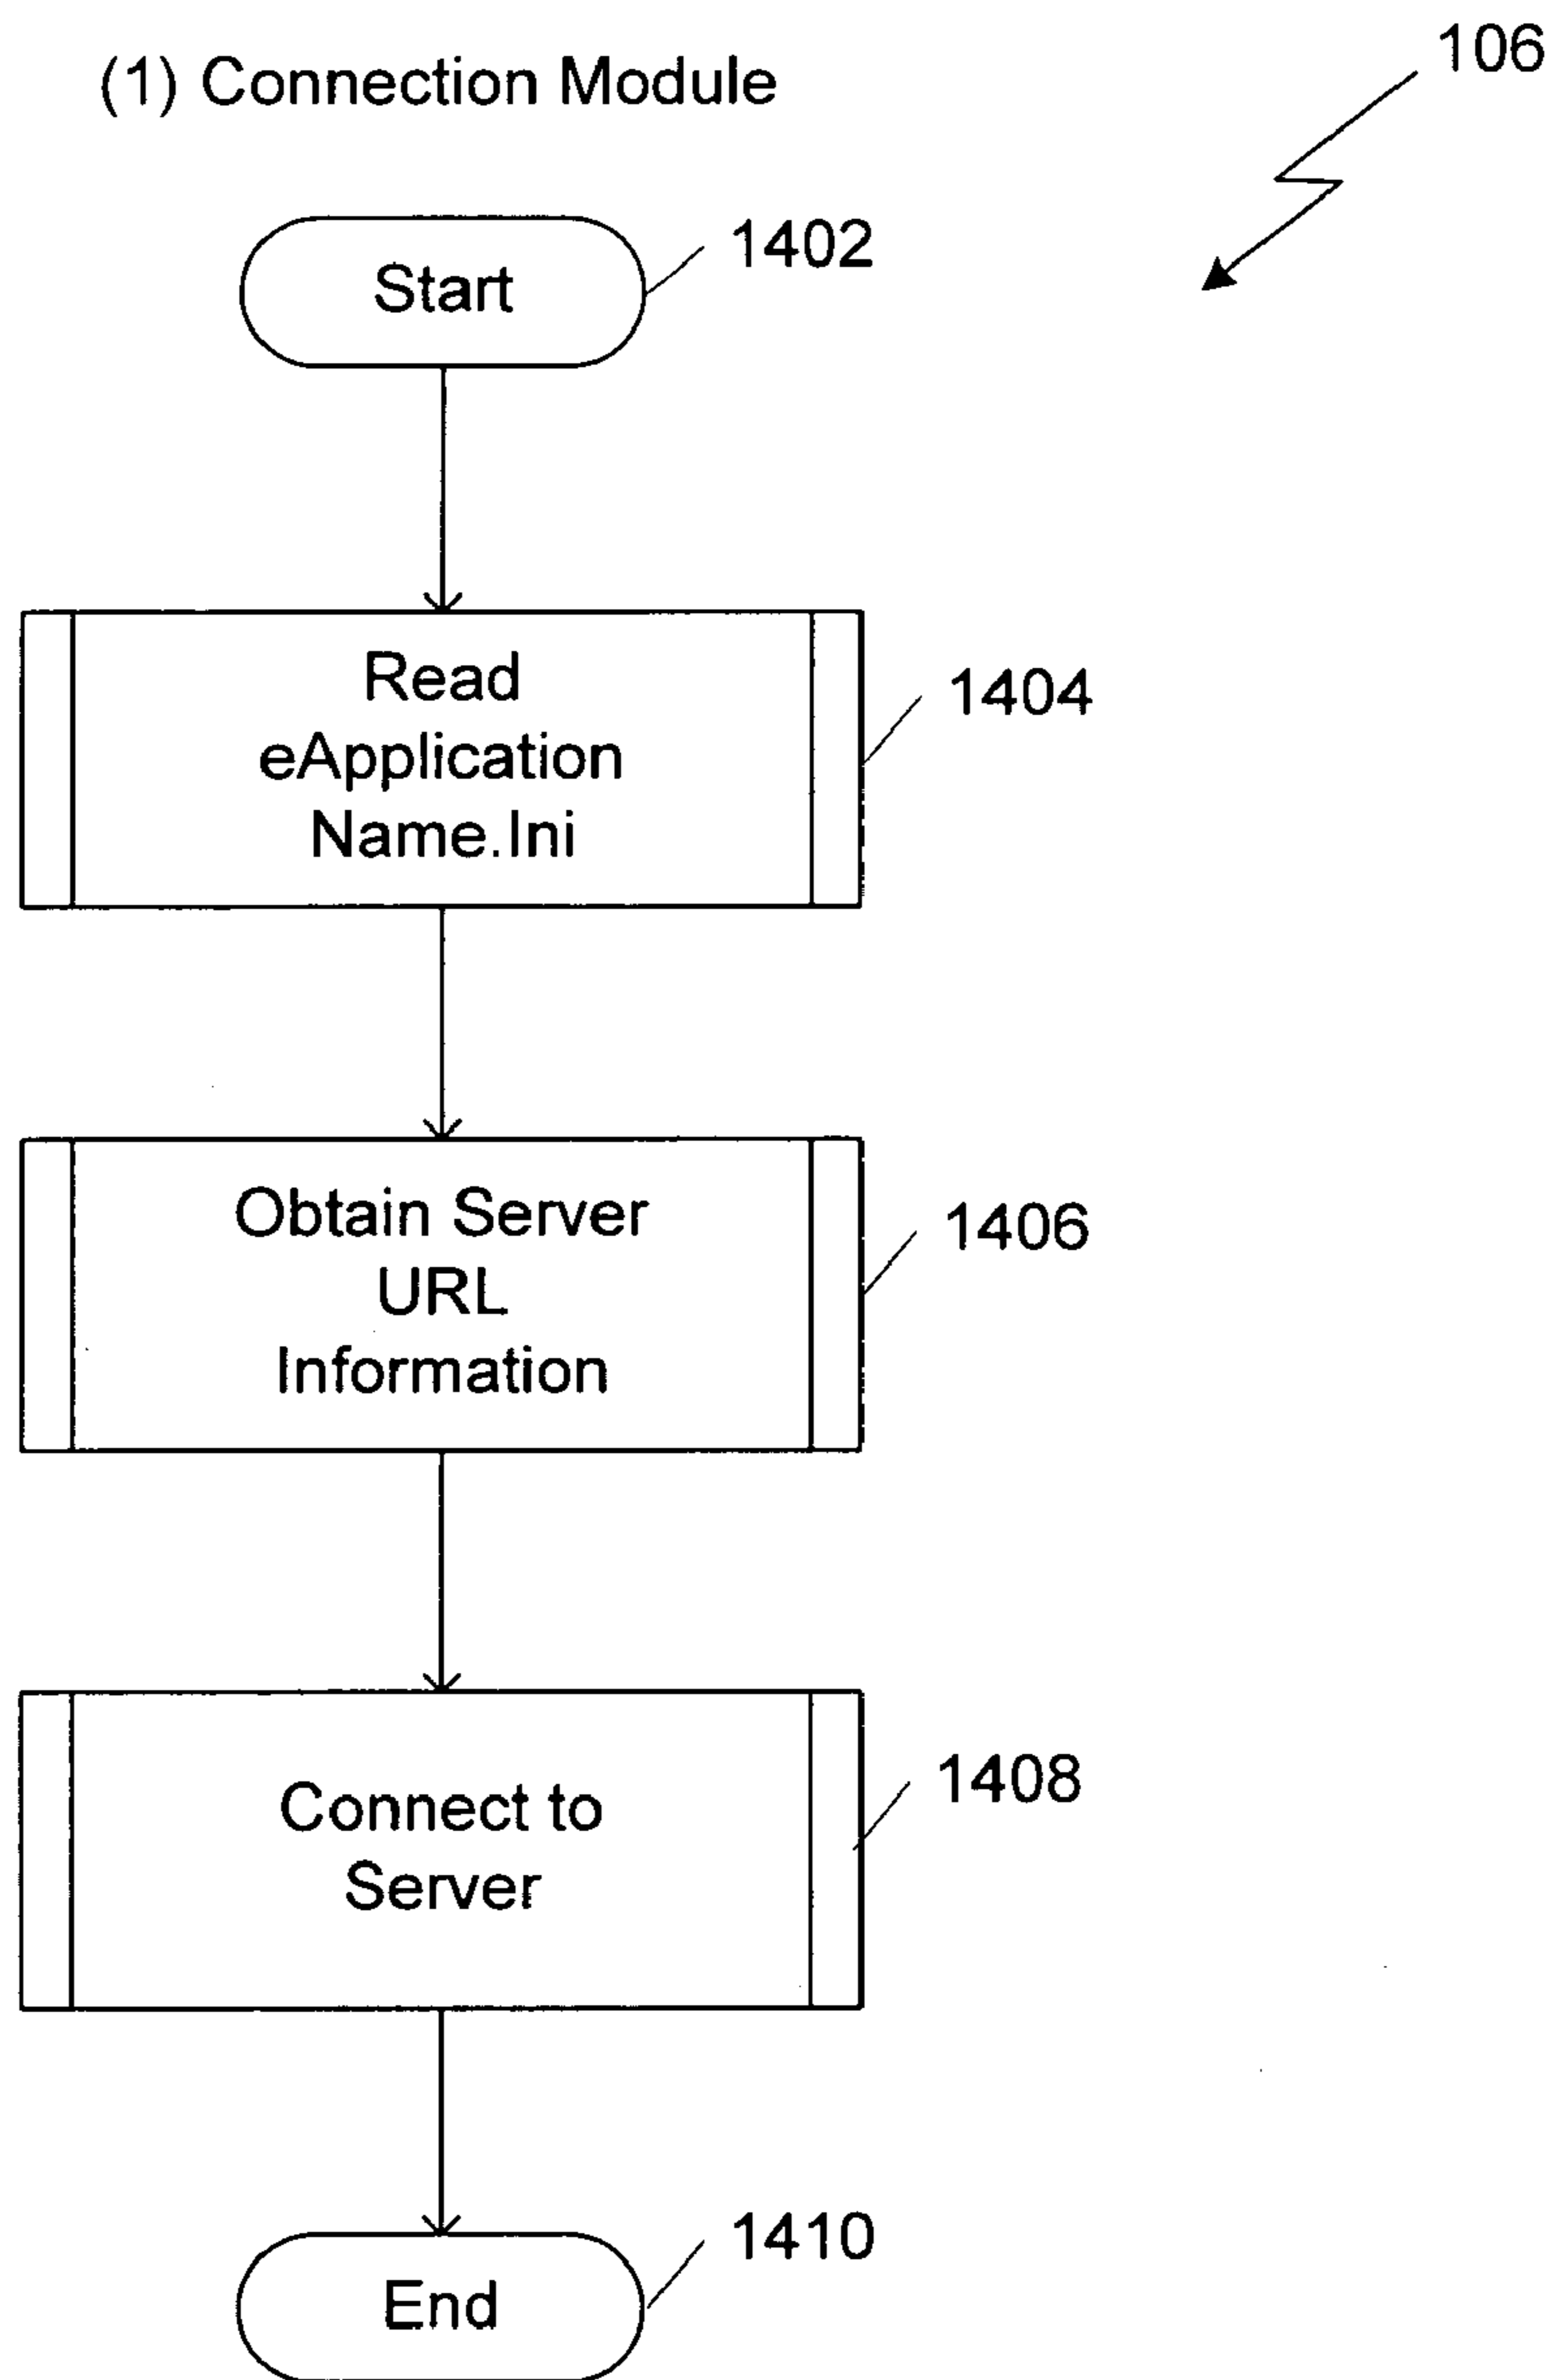 (1) Connection Module
106
Start
1402
Read
eApplication
Name.Ini
1404
Obtain Server
URL
Information
1406
Connect to
Server
1408
End
1410